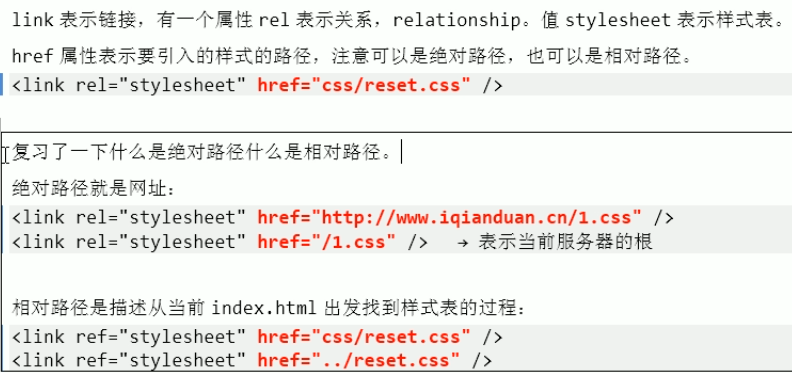 link 表示链接，有一个属性 rel 表示关系，relationship。值 stylesheet 表示样式表。
href 属性表示要引入的样式的路径，注意可以是绝对路径，也可以是相对路径。
<link rel="stylesheet" href="css/reset.css" />
复习了一下什么是绝对路径什么是相对路径。
绝对路径就是网址：
<link rel="stylesheet" href="http://www.iqianduan.cn/1.css" />
<link rel="stylesheet" href="/1.css" /> → 表示当前服务器的根
相对路径是描述从当前 index.html 出发找到样式表的过程：
<link ref="stylesheet" href="css/reset.css" />
<link ref="stylesheet" href="../reset.css" />